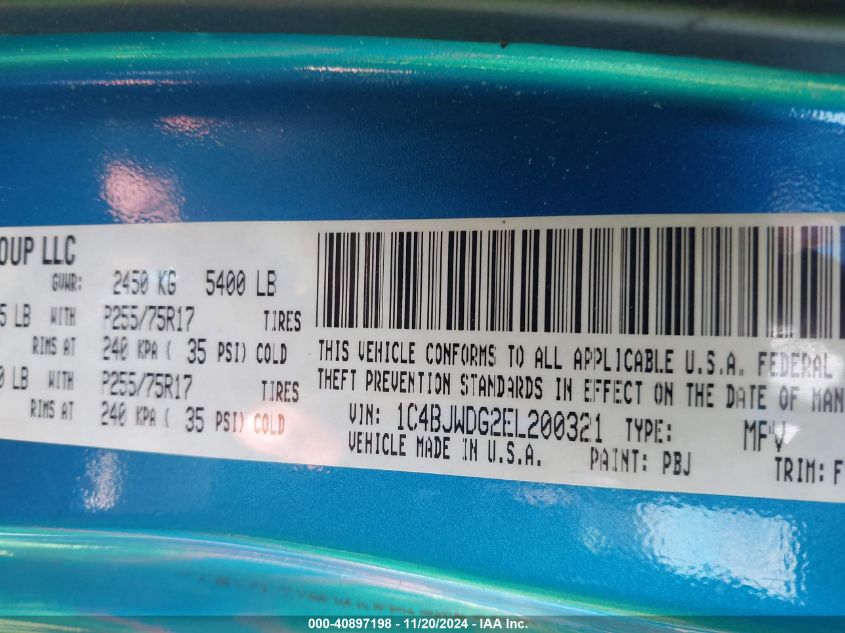 OUP LLC
GVWR: 2450 KG 5400 LB
5 LB WITH P255/75R17 TIRES
RIMS AT 240 KPA ( 35 PSI) COLD
0 LB WITH P255/75R17 TIRES
RIMS AT 240 KPA ( 35 PSI) COLD
THIS VEHICLE CONFORMS TO ALL APPLICABLE U.S.A. FEDERAL
THEFT PREVENTION STANDARDS IN EFFECT ON THE DATE OF MAN
VIN: 1C4BJWDG2EL200321 TYPE: MPV
VEHICLE MADE IN U.S.A. PAINT: PBJ TRIM: F
000-40897198 - 11/20/2024 - IAA Inc.